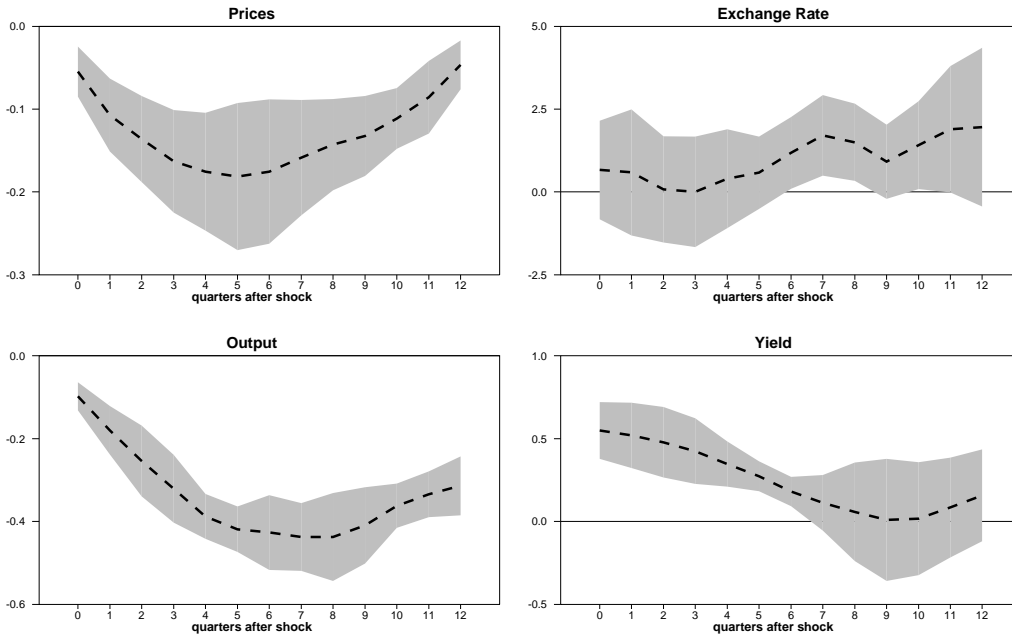 Prices
0.0
-0.1
-0.2
-0.3
0 1 2 3 4 5 6 7 8 9 10 11 12
quarters after shock
Exchange Rate
5.0
2.5
0.0
-2.5
0 1 2 3 4 5 6 7 8 9 10 11 12
quarters after shock
Output
0.0
-0.2
-0.4
-0.6
0 1 2 3 4 5 6 7 8 9 10 11 12
quarters after shock
Yield
1.0
0.5
0.0
-0.5
0 1 2 3 4 5 6 7 8 9 10 11 12
quarters after shock